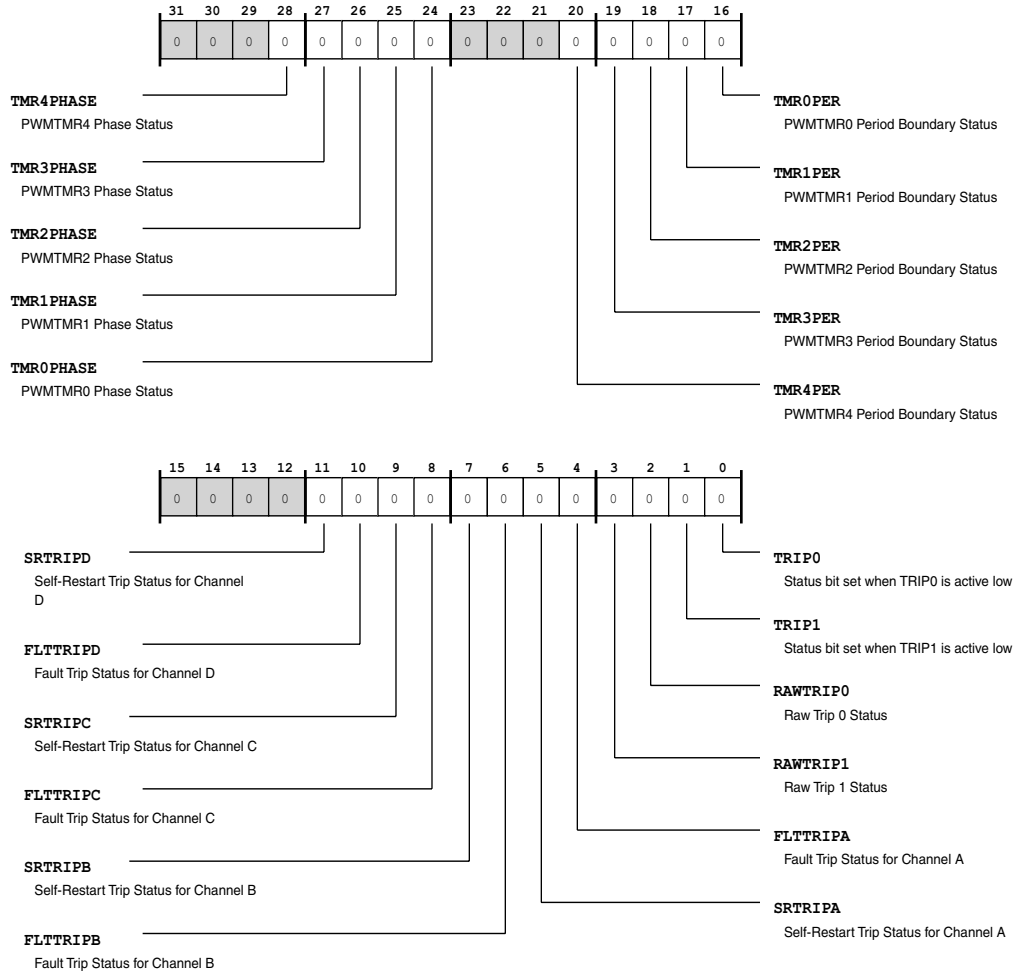 31 30 29 28 27 26 25 24 23 22 21 20 19 18 17 16
0 0 0 0 0 0 0 0 0 0 0 0 0 0 0 0
TMR4PHASE
PWMTMR4 Phase Status
TMR3PHASE
PWMTMR3 Phase Status
TMR2PHASE
PWMTMR2 Phase Status
TMR1PHASE
PWMTMR1 Phase Status
TMR0PHASE
PWMTMR0 Phase Status
TMR0PER
PWMTMR0 Period Boundary Status
TMR1PER
PWMTMR1 Period Boundary Status
TMR2PER
PWMTMR2 Period Boundary Status
TMR3PER
PWMTMR3 Period Boundary Status
TMR4PER
PWMTMR4 Period Boundary Status
15 14 13 12 11 10 9 8 7 6 5 4 3 2 1 0
0 0 0 0 0 0 0 0 0 0 0 0 0 0 0 0
SRTRIPD
Self-Restart Trip Status for Channel
D
FLTTRIPD
Fault Trip Status for Channel D
SRTRIPC
Self-Restart Trip Status for Channel C
FLTTRIPC
Fault Trip Status for Channel C
SRTRIPB
Self-Restart Trip Status for Channel B
FLTTRIPB
Fault Trip Status for Channel B
TRIP0
Status bit set when TRIP0 is active low
TRIP1
Status bit set when TRIP1 is active low
RAWTRIP0
Raw Trip 0 Status
RAWTRIP1
Raw Trip 1 Status
FLTTRIPA
Fault Trip Status for Channel A
SRTRIPA
Self-Restart Trip Status for Channel A